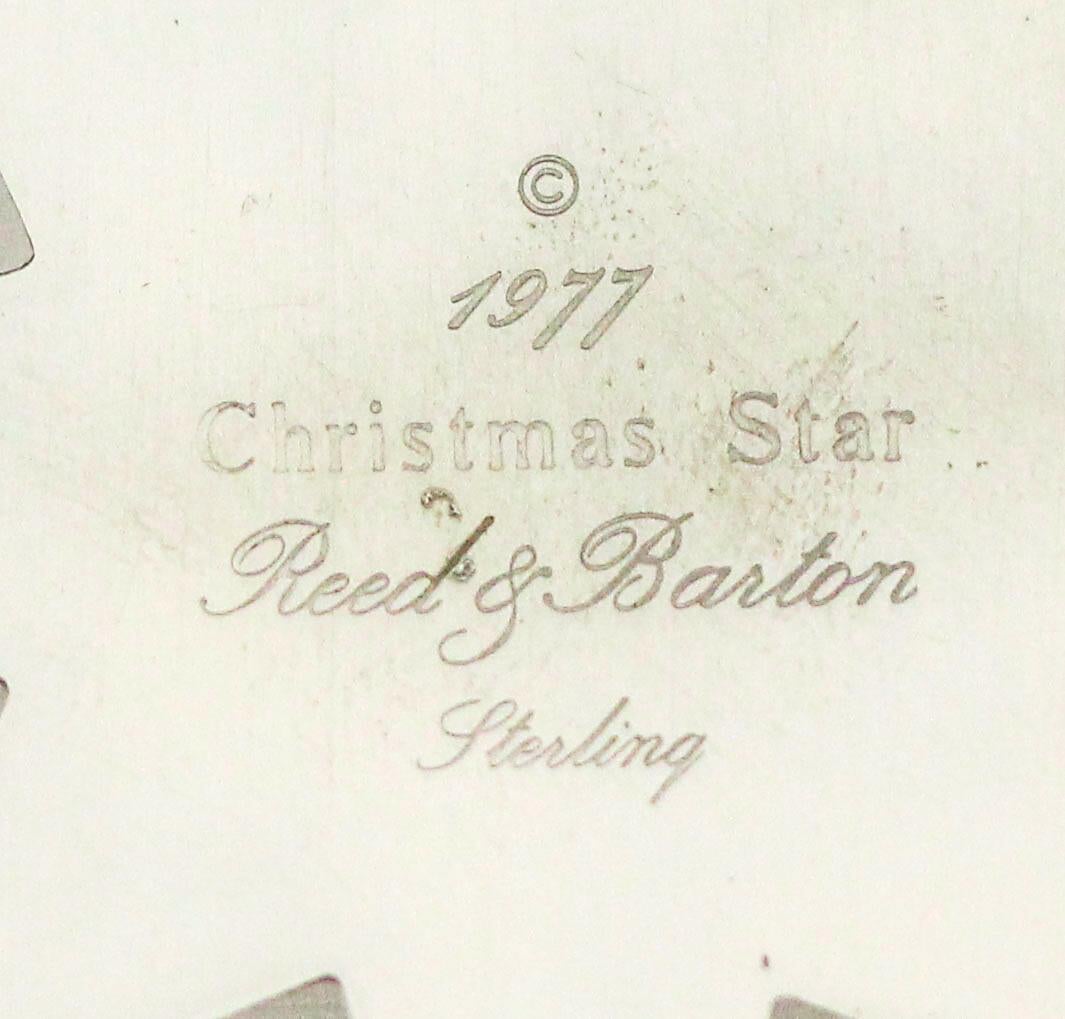 ©
1977
Christmas Star
Reed & Barton
Sterling